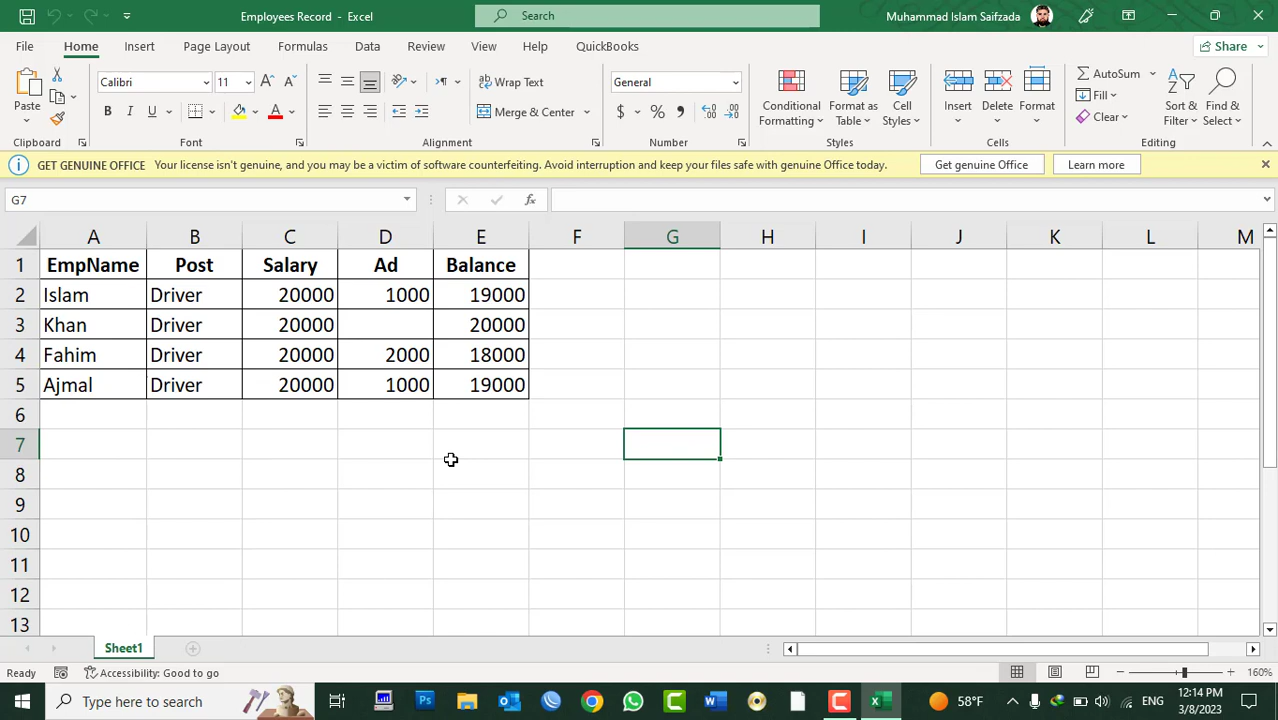 Employees Record - Excel
Search
Muhammad Islam Saifzada
File Home Insert Page Layout Formulas Data Review View Help QuickBooks Share
Paste
Calibri 11
B I U
Wrap Text
Merge & Center
General
$ % ,
Conditional Formatting
Format as Table
Cell Styles
Insert
Delete
Format
AutoSum
Fill
Clear
Sort & Filter
Find & Select
Clipboard Font Alignment Number Styles Cells Editing
GET GENUINE OFFICE Your license isn't genuine, and you may be a victim of software counterfeiting. Avoid interruption and keep your files safe with genuine Office today. Get genuine Office Learn more
G7 fx
A B C D E F G H I J K L M
1 EmpName Post Salary Ad Balance
2 Islam Driver 20000 1000 19000
3 Khan Driver 20000 20000
4 Fahim Driver 20000 2000 18000
5 Ajmal Driver 20000 1000 19000
6
7
8
9
10
11
12
13
Sheet1
Ready Accessibility: Good to go 160%
Type here to search
58°F
12:14 PM
3/8/2023